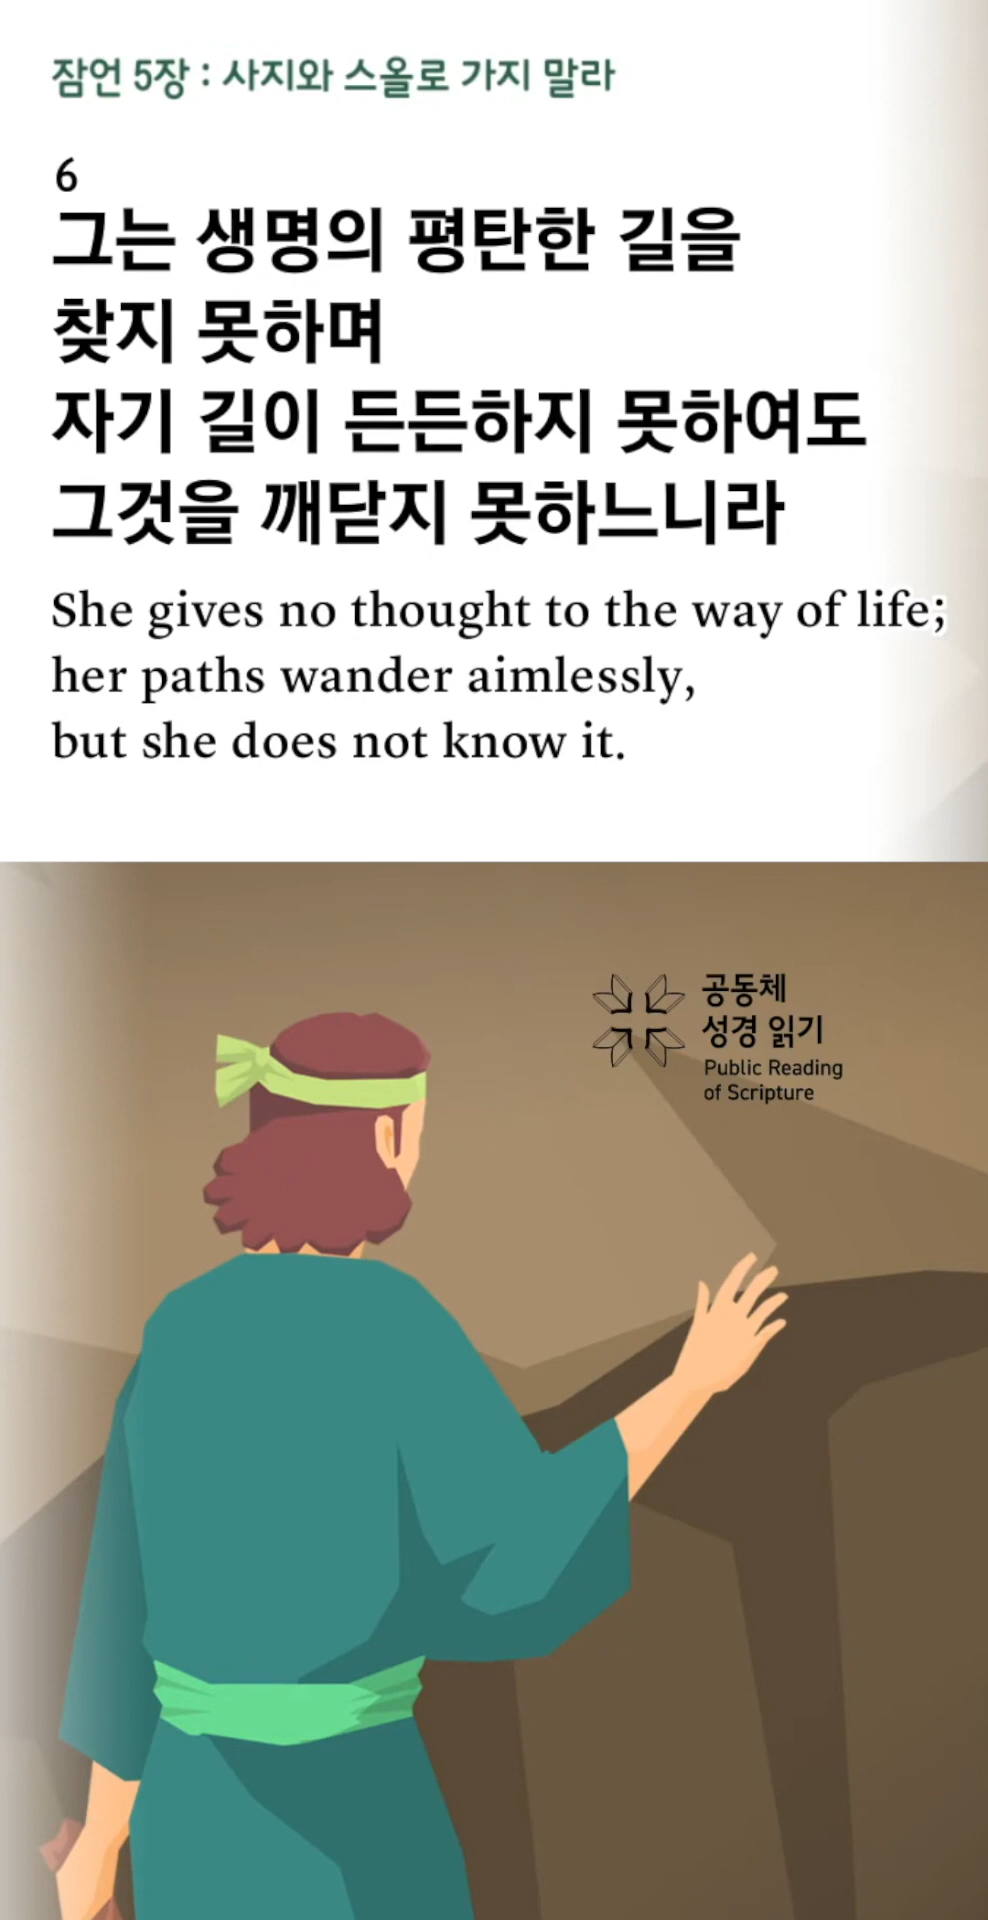 잠언 5장 : 사지와 스올로 가지 말라
6
그는 생명의 평탄한 길을
찾지 못하며
자기 길이 든든하지 못하여도
그것을 깨닫지 못하느니라
She gives no thought to the way of life;
her paths wander aimlessly,
but she does not know it.
공동체
성경 읽기
Public Reading
of Scripture